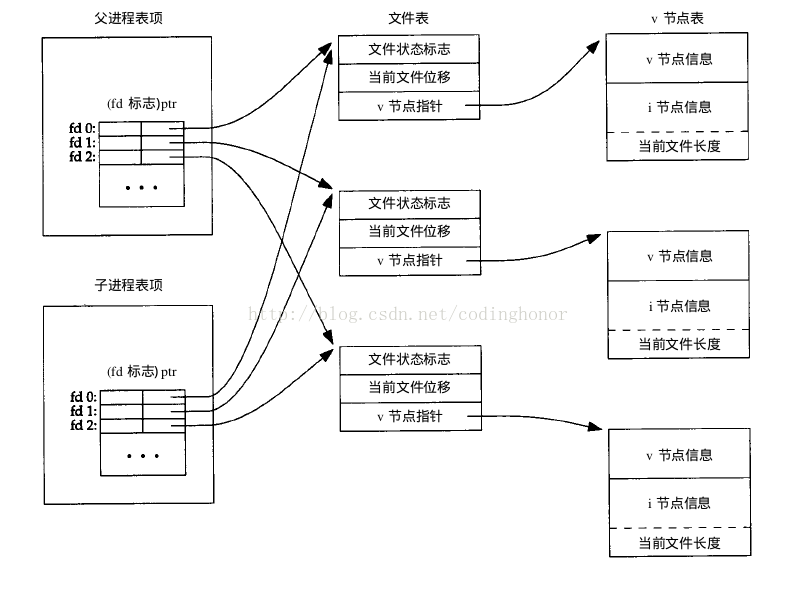 父进程表项
文件表
v 节点表
文件状态标志
当前文件位移
v 节点指针
v 节点信息
i 节点信息
当前文件长度
(fd 标志)ptr
fd 0:
fd 1:
fd 2:
• • •
文件状态标志
当前文件位移
v 节点指针
v 节点信息
i 节点信息
当前文件长度
子进程表项
http://blog.csdn.net/codinghonor
(fd 标志) ptr
fd 0:
fd 1:
fd 2:
• • •
文件状态标志
当前文件位移
v 节点指针
v 节点信息
i 节点信息
当前文件长度